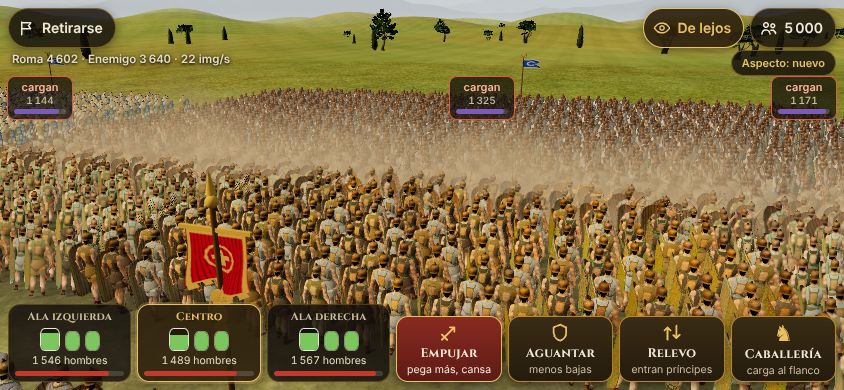 Retirarse
De lejos
5 000
Roma 4 602 · Enemigo 3 640 · 22 img/s
Aspecto: nuevo
cargan
1 144
cargan
1 325
cargan
1 171
ALA IZQUIERDA
1 546 hombres
CENTRO
1 489 hombres
ALA DERECHA
1 567 hombres
EMPUJAR
pega más, cansa
AGUANTAR
menos bajas
RELEVO
entran príncipes
CABALLERÍA
carga al flanco